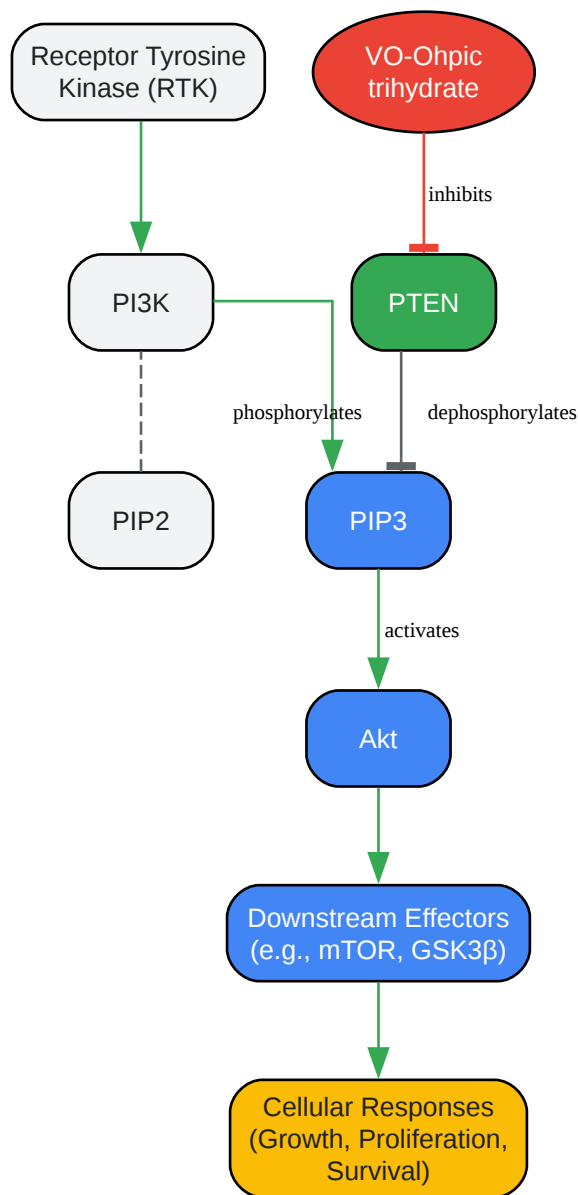 Receptor Tyrosine
Kinase (RTK)
VO-Ohpic
trihydrate
inhibits
PI3K
PTEN
phosphorylates
dephosphorylates
PIP2
PIP3
activates
Akt
Downstream Effectors
(e.g., mTOR, GSK3β)
Cellular Responses
(Growth, Proliferation,
Survival)